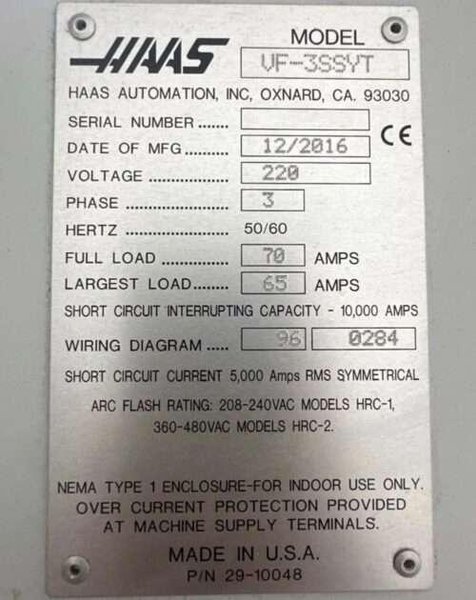 HAAS
MODEL
VF-3SSYT
HAAS AUTOMATION, INC, OXNARD, CA. 93030
SERIAL NUMBER .......
CE
DATE OF MFG ........... 12/2016
VOLTAGE ................. 220
PHASE .................... 3
HERTZ .................... 50/60
FULL LOAD .............. 70 AMPS
LARGEST LOAD....... 65 AMPS
SHORT CIRCUIT INTERRUPTING CAPACITY - 10,000 AMPS
WIRING DIAGRAM ..... 96 0284
SHORT CIRCUIT CURRENT 5,000 Amps RMS SYMMETRICAL
ARC FLASH RATING: 208-240VAC MODELS HRC-1,
360-480VAC MODELS HRC-2.
NEMA TYPE 1 ENCLOSURE-FOR INDOOR USE ONLY.
OVER CURRENT PROTECTION PROVIDED
AT MACHINE SUPPLY TERMINALS.
MADE IN U.S.A.
P/N 29-10048